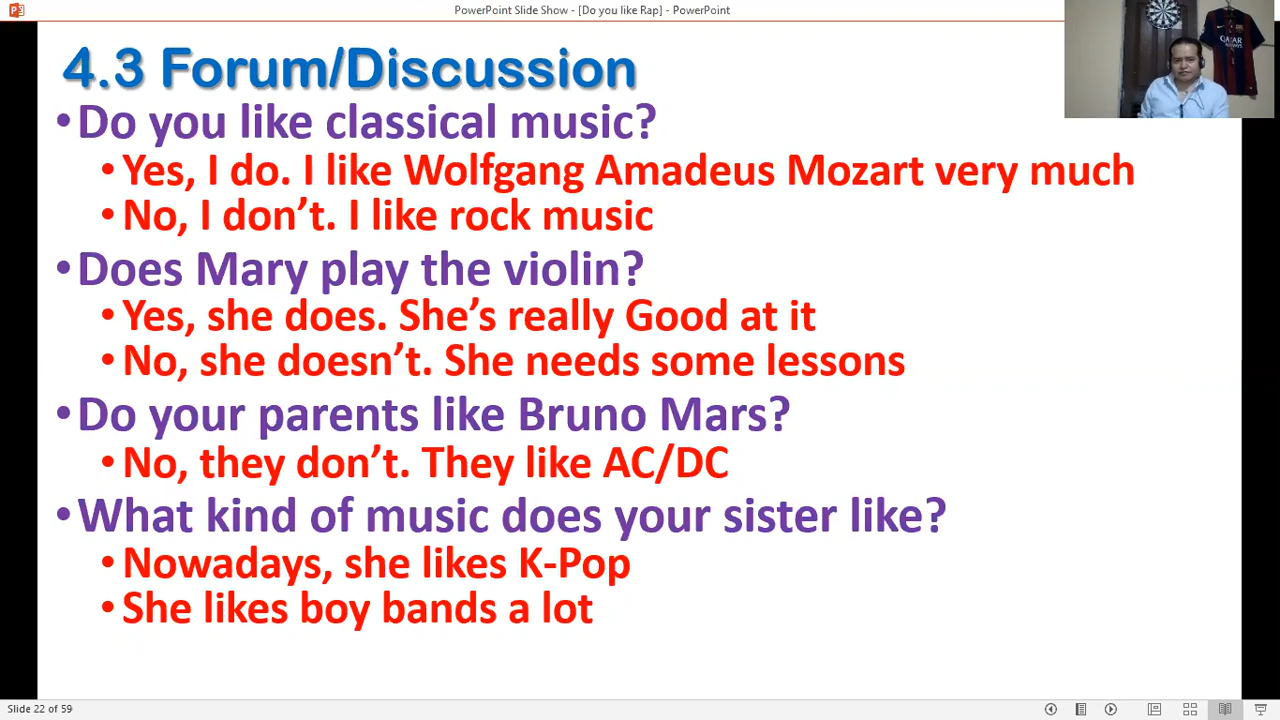 PowerPoint Slide Show - [Do you like Rap] - PowerPoint
QATAR
AIRWAYS
4.3 Forum/Discussion
•Do you like classical music?
•Yes, I do. I like Wolfgang Amadeus Mozart very much
•No, I don’t. I like rock music
•Does Mary play the violin?
•Yes, she does. She’s really Good at it
•No, she doesn’t. She needs some lessons
•Do your parents like Bruno Mars?
•No, they don’t. They like AC/DC
•What kind of music does your sister like?
•Nowadays, she likes K-Pop
•She likes boy bands a lot
Slide 22 of 59